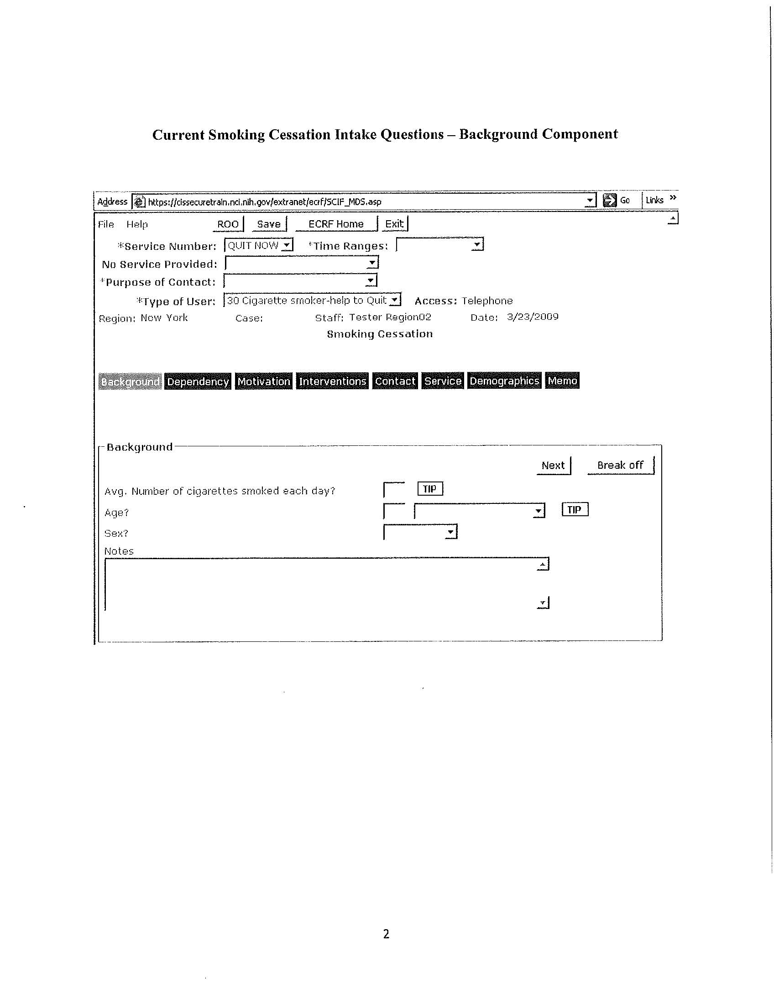 Current Smoking Cessation Intake Questions – Background Component
Address https://cissecuretrain.nci.nih.gov/extranet/ecrf/SCIF_MDS.asp Go Links »
File Help ROO Save ECRF Home Exit
*Service Number: QUIT NOW *Time Ranges:
No Service Provided:
*Purpose of Contact:
*Type of User: 30 Cigarette smoker-help to Quit Access: Telephone
Region: New York Case: Staff: Tester Region02 Date: 3/23/2009
Smoking Cessation
Background Dependency Motivation Interventions Contact Service Demographics Memo
Background
Next Break off
Avg. Number of cigarettes smoked each day? TIP
Age? TIP
Sex?
Notes
2